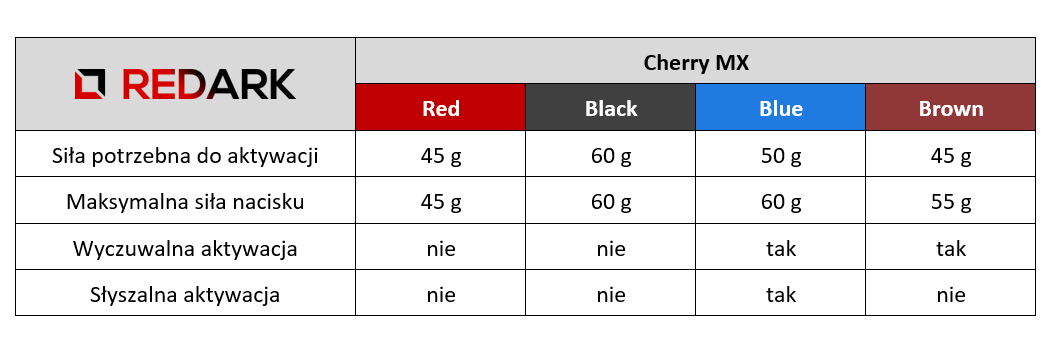 REDARK
Cherry MX
Red Black Blue Brown
Siła potrzebna do aktywacji 45 g 60 g 50 g 45 g
Maksymalna siła nacisku 45 g 60 g 60 g 55 g
Wyczuwalna aktywacja nie nie tak tak
Słyszalna aktywacja nie nie tak nie